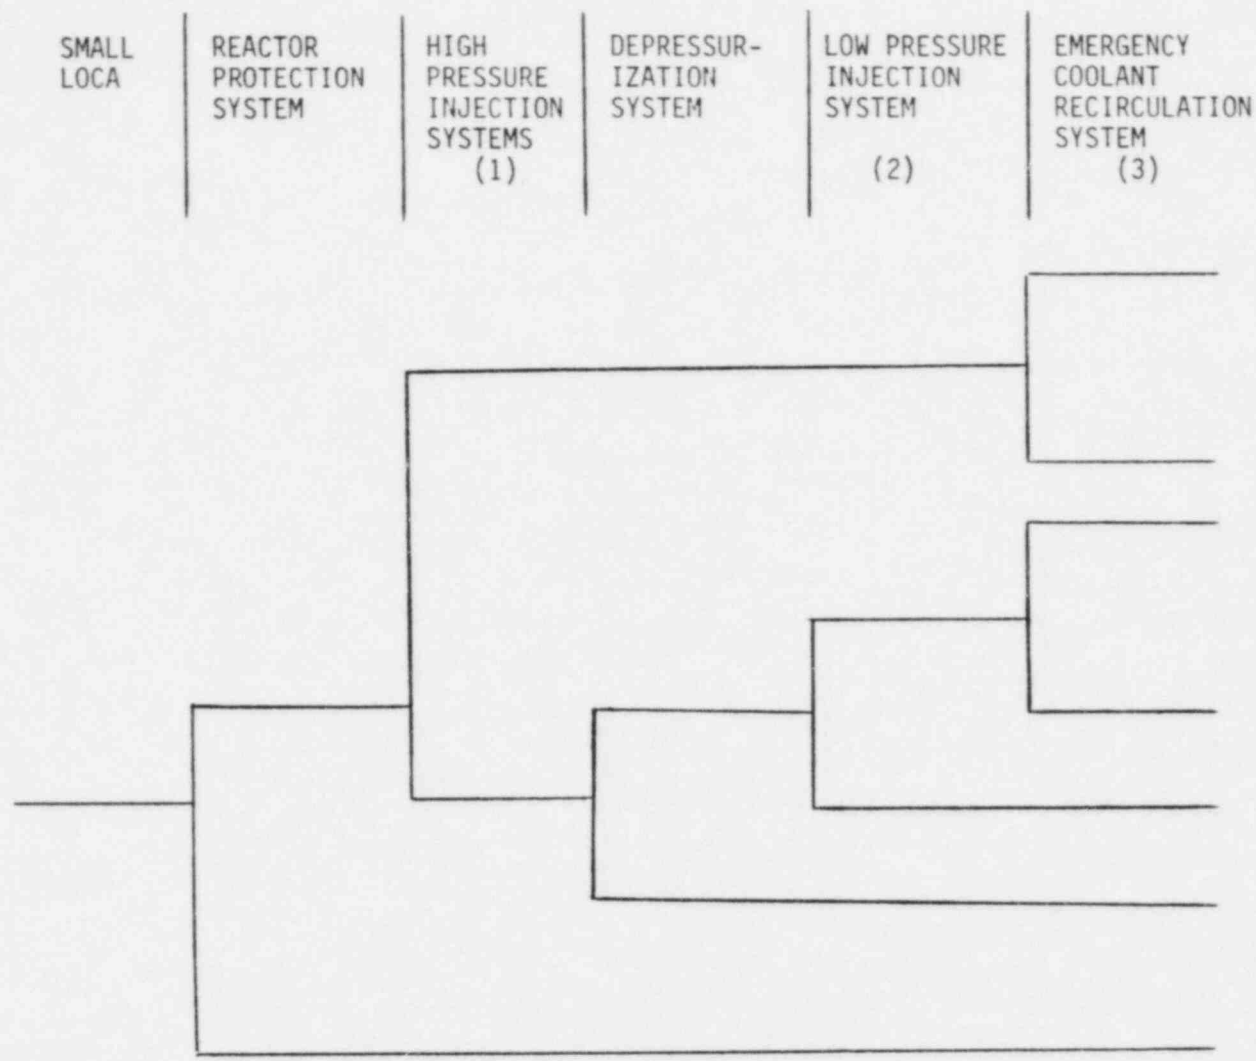 SMALL
LOCA
REACTOR
PROTECTION
SYSTEM
HIGH
PRESSURE
INJECTION
SYSTEMS
(1)
DEPRESSUR-
IZATION
SYSTEM
LOW PRESSURE
INJECTION
SYSTEM
(2)
EMERGENCY
COOLANT
RECIRCULATION
SYSTEM
(3)